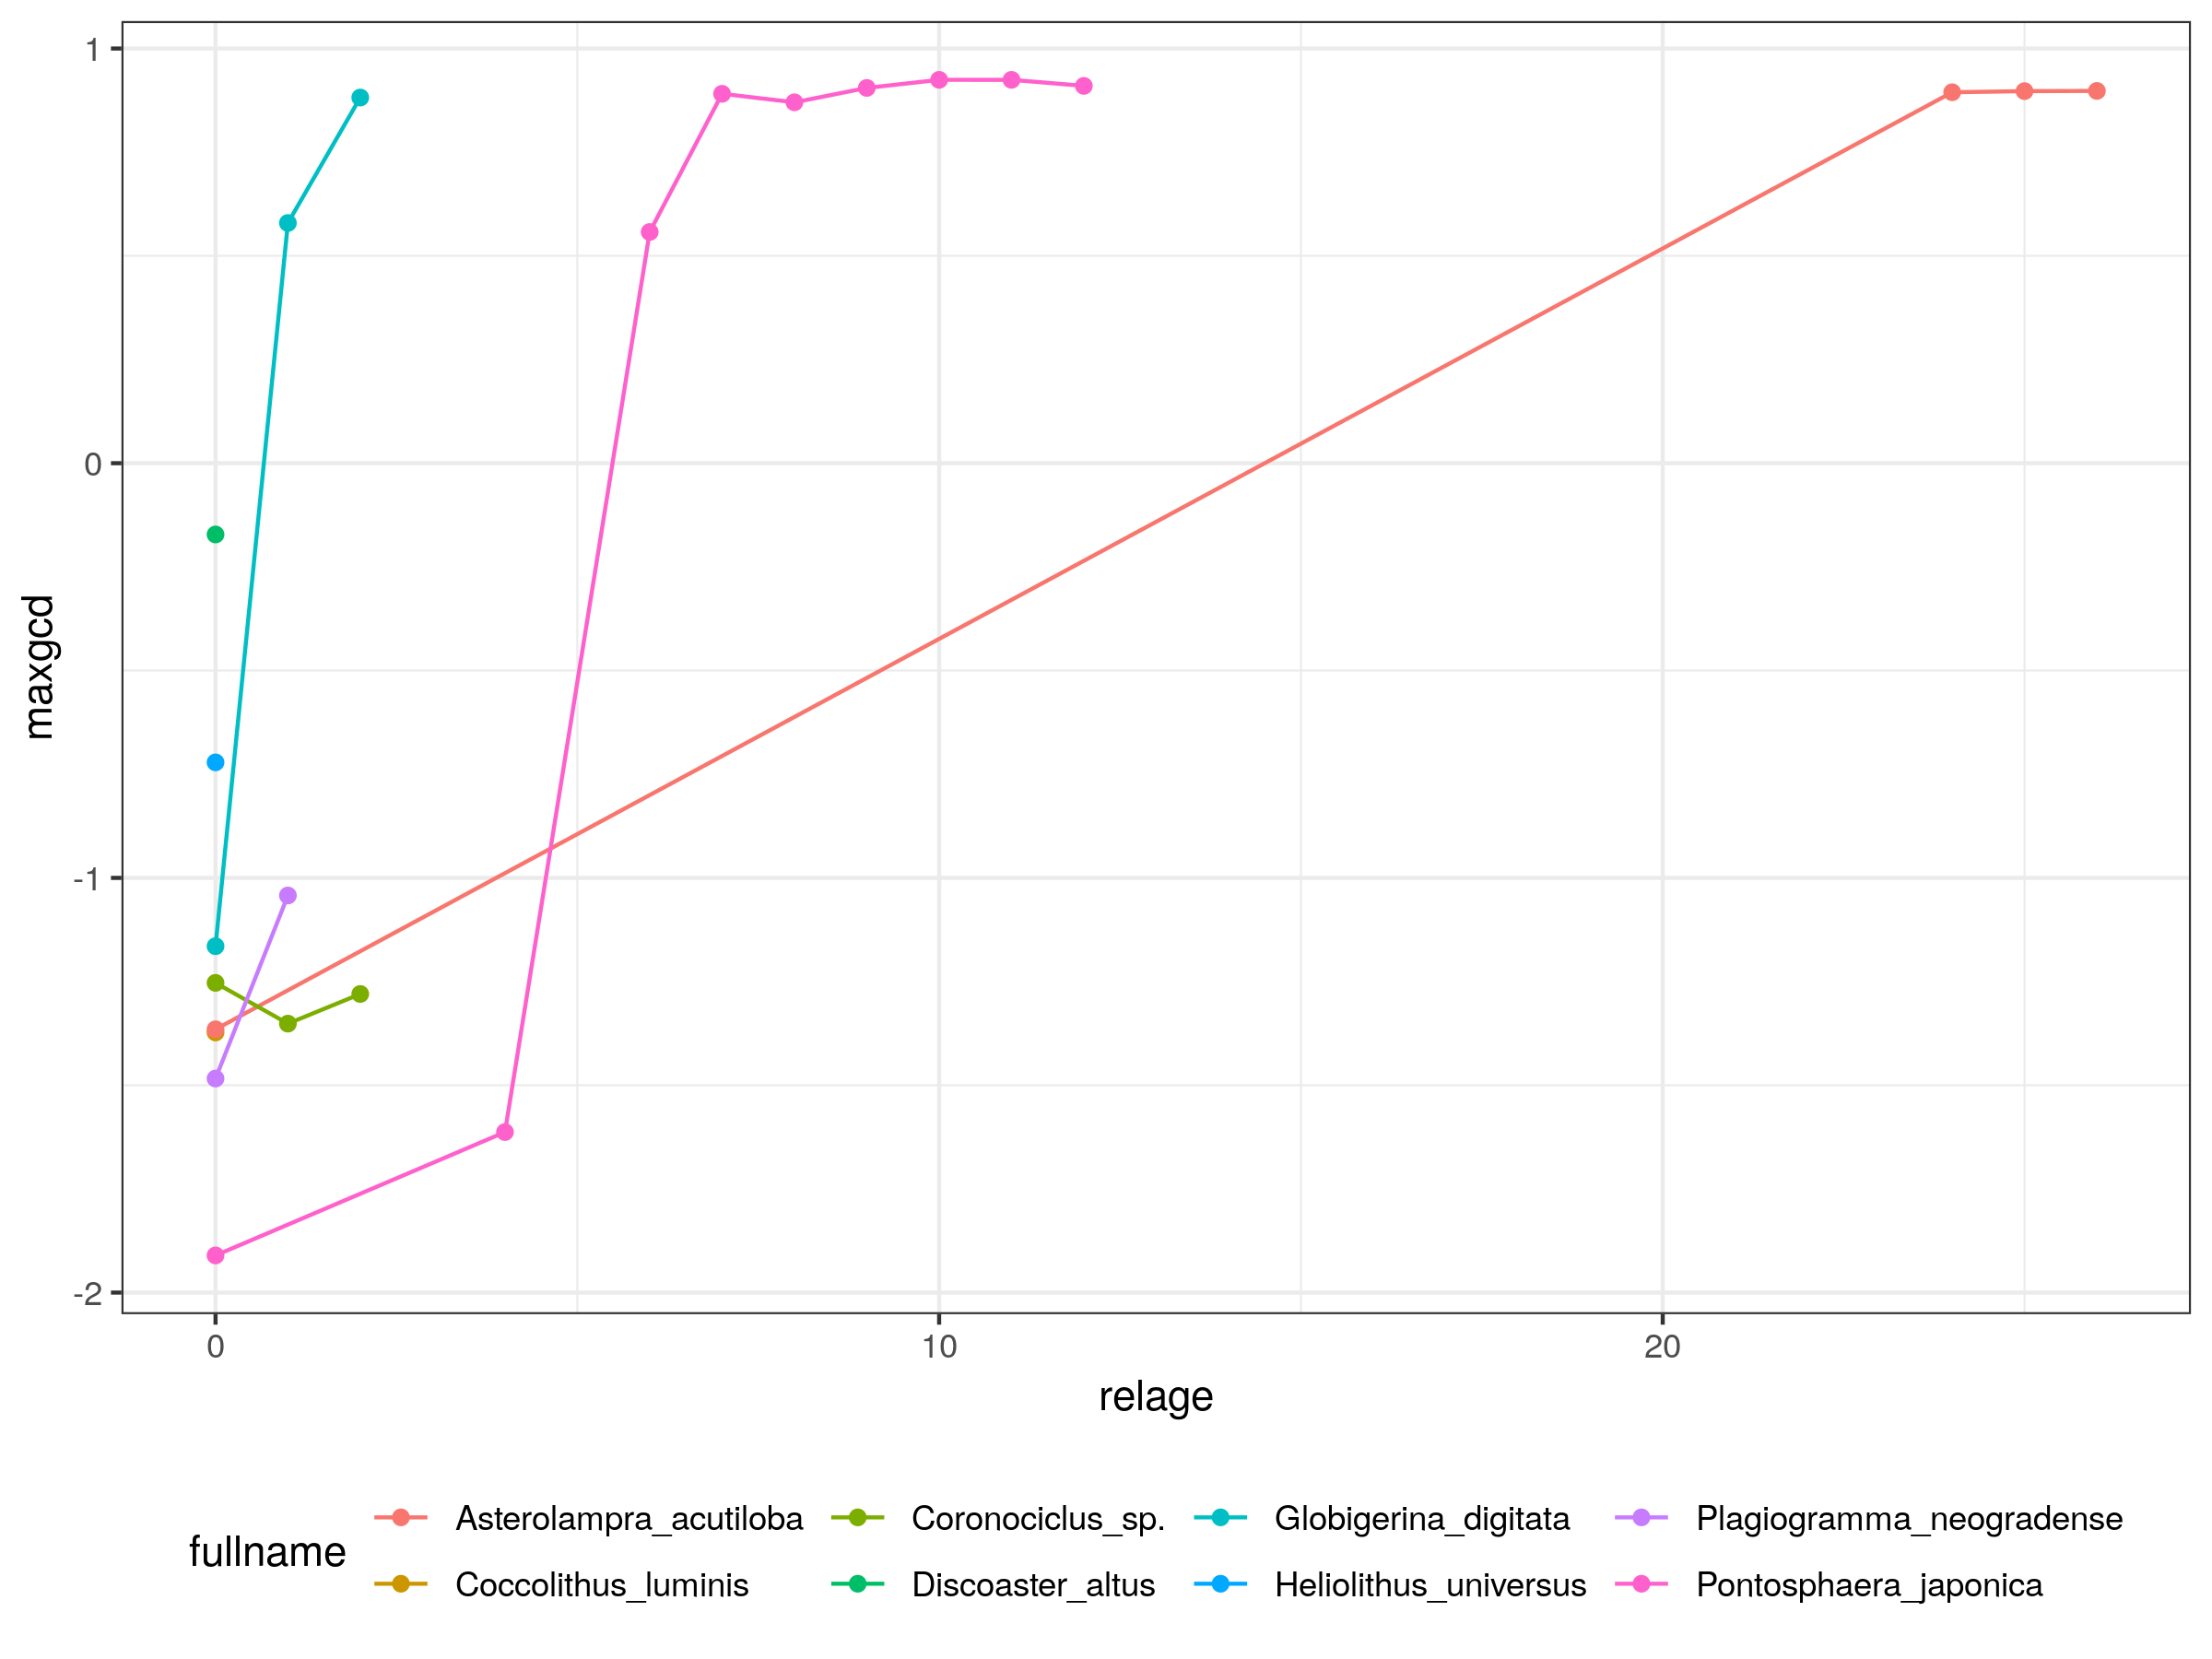 1
0
-1
-2
maxgcd
0 10 20
relage
fullname
Asterolampra_acutiloba Coronociclus_sp. Globigerina_digitata Plagiogramma_neogradense
Coccolithus_luminis Discoaster_altus Heliolithus_universus Pontosphaera_japonica